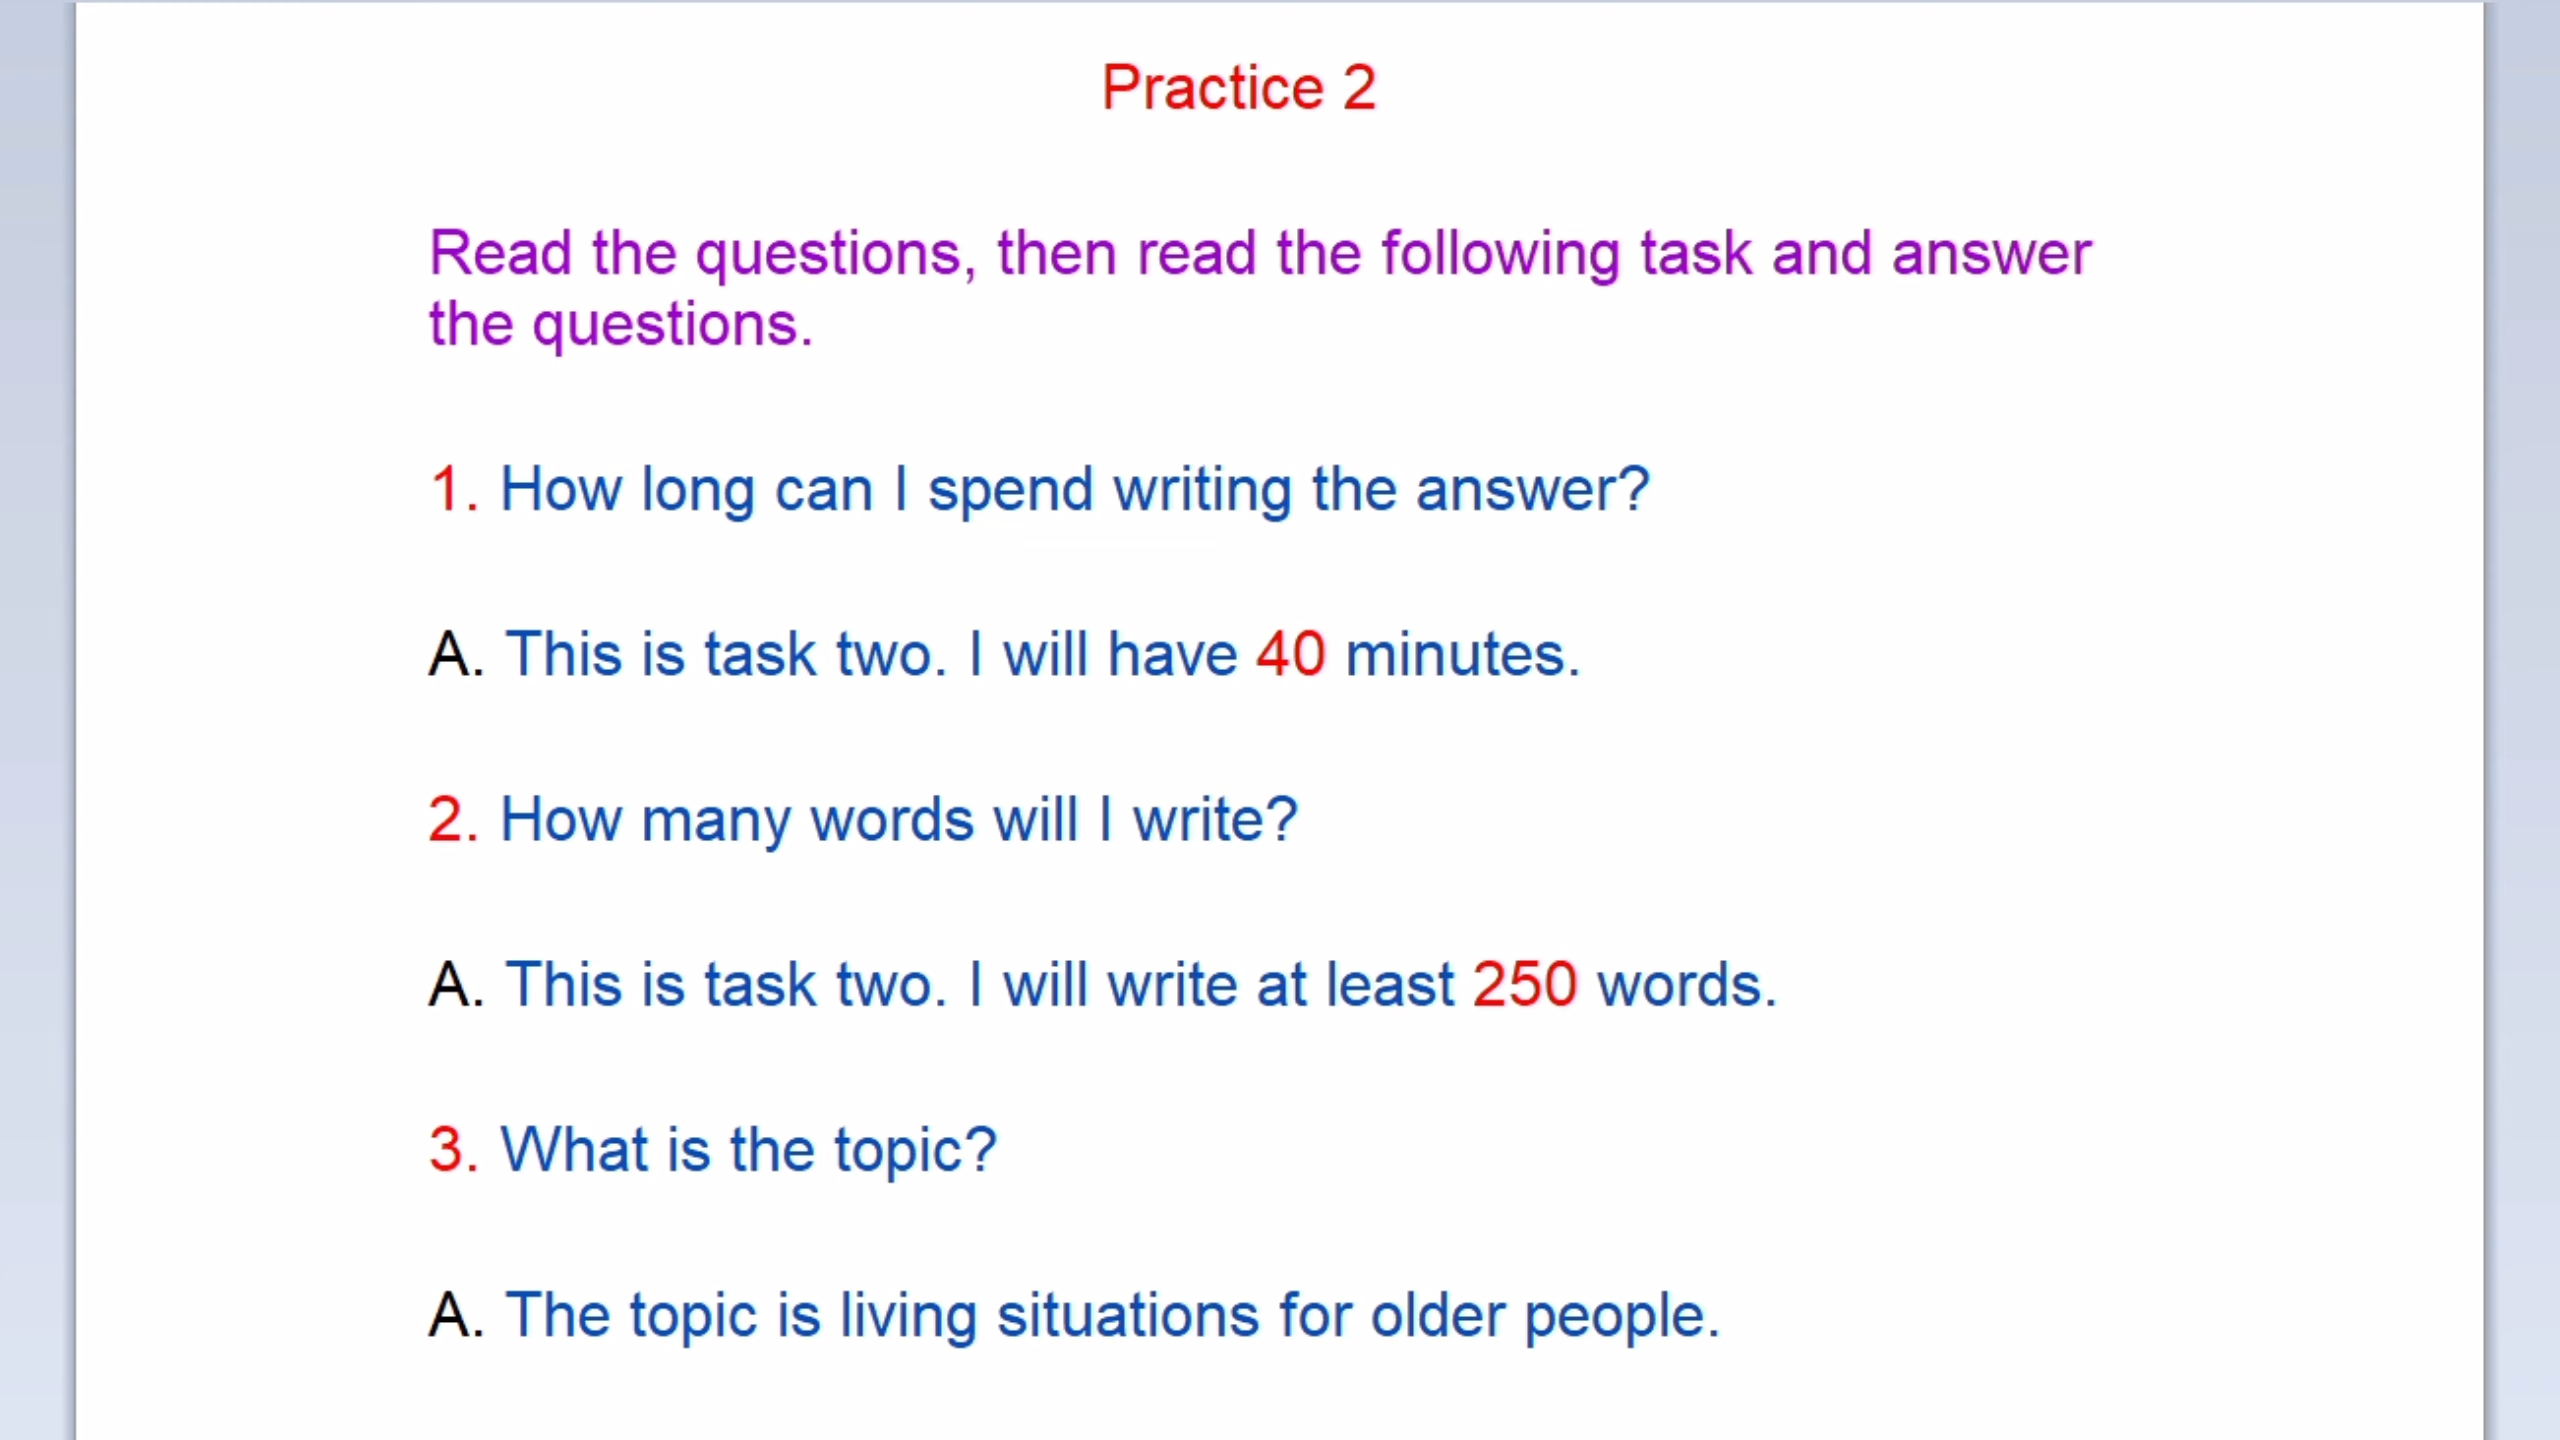 Practice 2
Read the questions, then read the following task and answer
the questions.
1. How long can I spend writing the answer?
A. This is task two. I will have 40 minutes.
2. How many words will I write?
A. This is task two. I will write at least 250 words.
3. What is the topic?
A. The topic is living situations for older people.